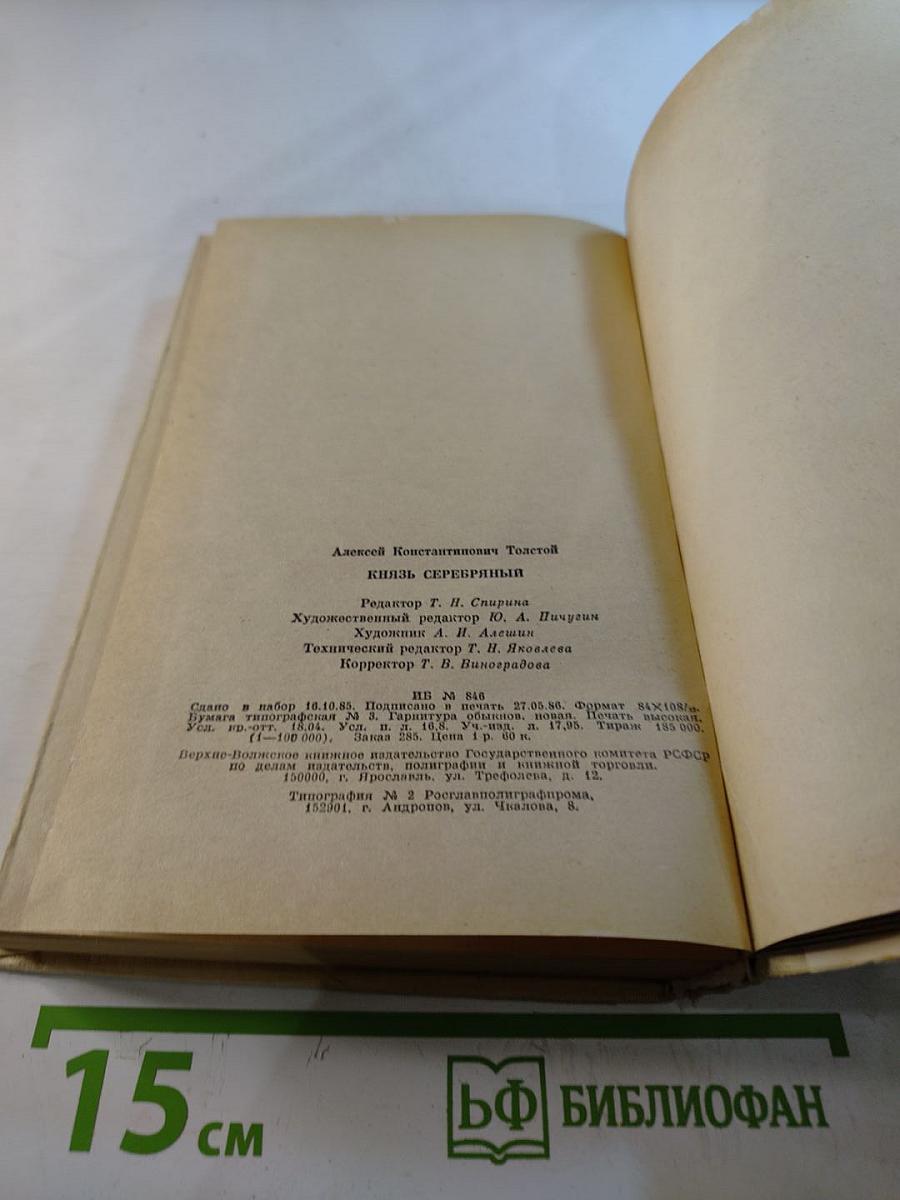 Алексей Константинович Толстой
КНЯЗЬ СЕРЕБРЯНЫЙ
Редактор Т. Н. Спирина
Художественный редактор Ю. А. Пичугин
Художник А. И. Алешин
Технический редактор Т. Н. Яковлева
Корректор Т. В. Виноградова
ИБ № 846
Сдано в набор 16.10.85. Подписано в печать 27.05.86. Формат 84×108/₃₂.
Бумага типографская № 3. Гарнитура обыкнов. новая. Печать высокая.
Усл. кр.-отт. 18,04. Усл. п. л. 16,8. Уч.-изд. л. 17,95. Тираж 185 000.
(1—100 000). Заказ 285. Цена 1 р. 60 к.
Верхне-Волжское книжное издательство Государственного комитета РСФСР
по делам издательств, полиграфии и книжной торговли.
150000, г. Ярославль, ул. Трефолева, д. 12.
Типография № 2 Росглавполиграфпрома,
152901, г. Андропов, ул. Чкалова, 8.
15 см
БФ БИБЛИОФАН